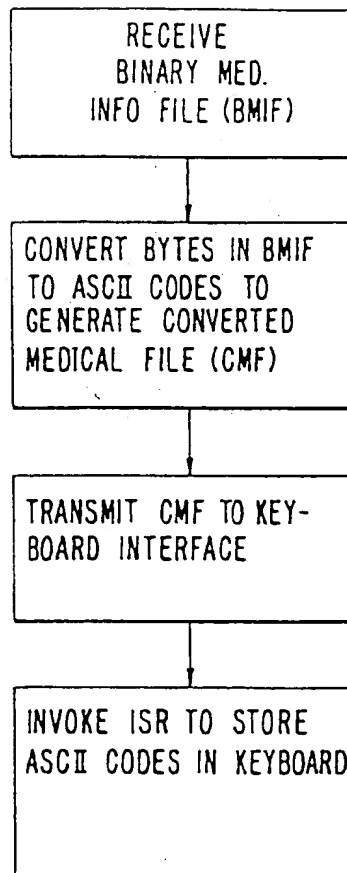 RECEIVE
BINARY MED.
INFO FILE (BMIF)
CONVERT BYTES IN BMIF
TO ASCII CODES TO
GENERATE CONVERTED
MEDICAL FILE (CMF)
TRANSMIT CMF TO KEY-
BOARD INTERFACE
INVOKE ISR TO STORE
ASCII CODES IN KEYBOARD